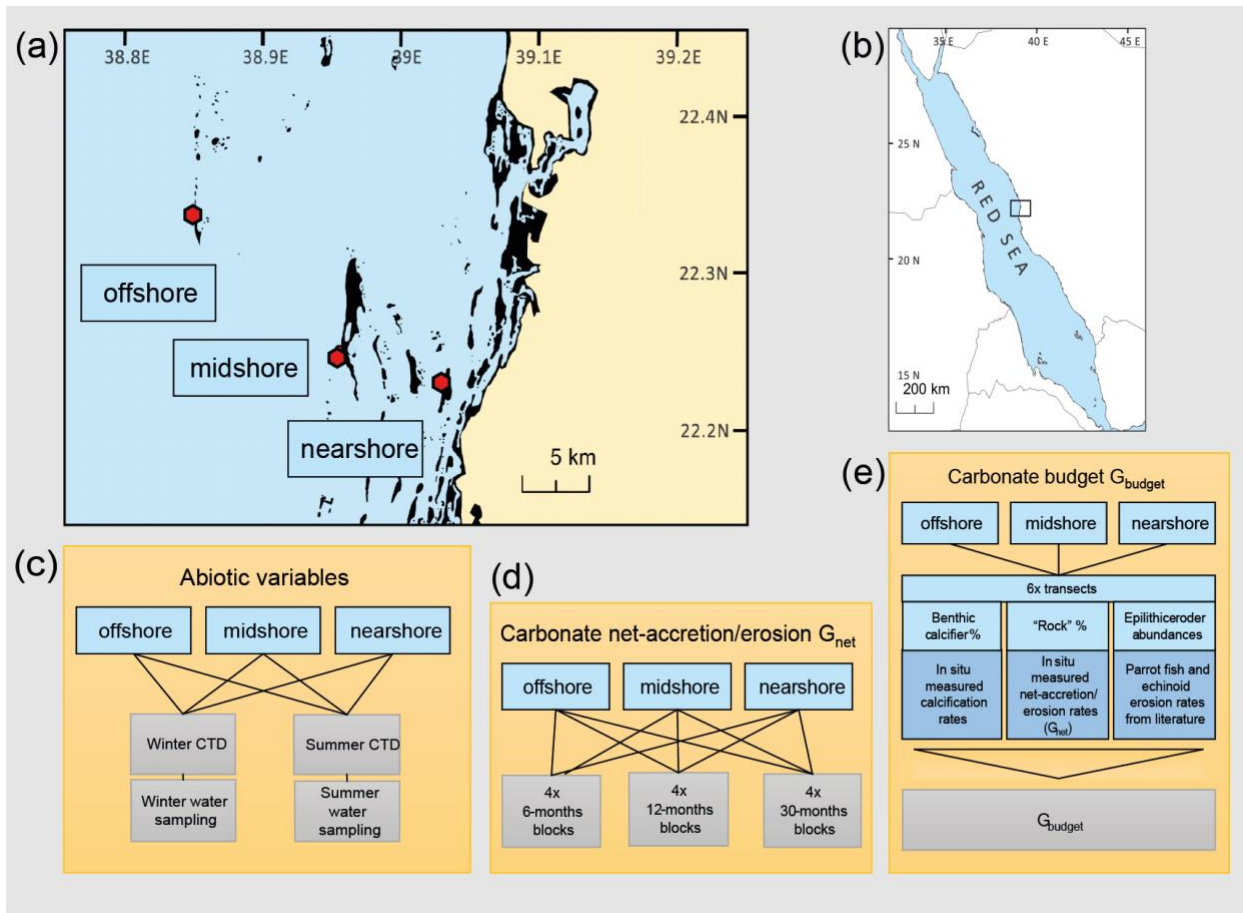 (a)
38.8E 38.9E 39E 39.1E 39.2E
22.4N
22.3N
22.2N
offshore
midshore
nearshore
5 km
(b)
35 E 40 E 45 E
25 N
20 N
15 N
RED SEA
200 km
(c)
Abiotic variables
offshore midshore nearshore
Winter CTD Summer CTD
Winter water
sampling
Summer
water
sampling
(d)
Carbonate net-accretion/erosion Gnet
offshore midshore nearshore
4x
6-months
blocks
4x
12-months
blocks
4x
30-months
blocks
(e)
Carbonate budget Gbudget
offshore midshore nearshore
6x transects
Benthic
calcifier%
"Rock" %
Epilithiceroder
abundances
In situ
measured
calcification
rates
In situ
measured
net-accretion/
erosion rates
(Gnet)
Parrot fish and
echinoid
erosion rates
from literature
Gbudget